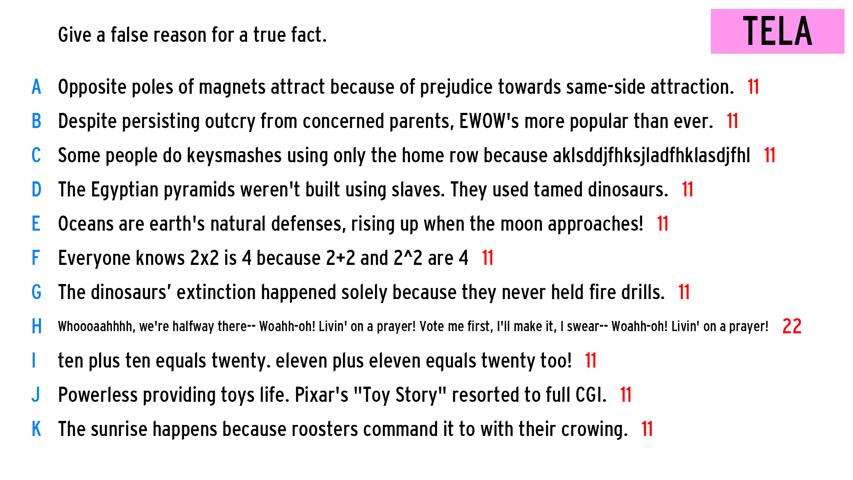 Give a false reason for a true fact.
TELA
A Opposite poles of magnets attract because of prejudice towards same-side attraction. 11
B Despite persisting outcry from concerned parents, EWOW's more popular than ever. 11
C Some people do keysmashes using only the home row because aklsddjfhksjladfhklasdjfhl 11
D The Egyptian pyramids weren't built using slaves. They used tamed dinosaurs. 11
E Oceans are earth's natural defenses, rising up when the moon approaches! 11
F Everyone knows 2x2 is 4 because 2+2 and 2^2 are 4 11
G The dinosaurs’ extinction happened solely because they never held fire drills. 11
H Whoooaahhhh, we're halfway there-- Woahh-oh! Livin' on a prayer! Vote me first, I'll make it, I swear-- Woahh-oh! Livin' on a prayer! 22
I ten plus ten equals twenty. eleven plus eleven equals twenty too! 11
J Powerless providing toys life. Pixar's "Toy Story" resorted to full CGI. 11
K The sunrise happens because roosters command it to with their crowing. 11